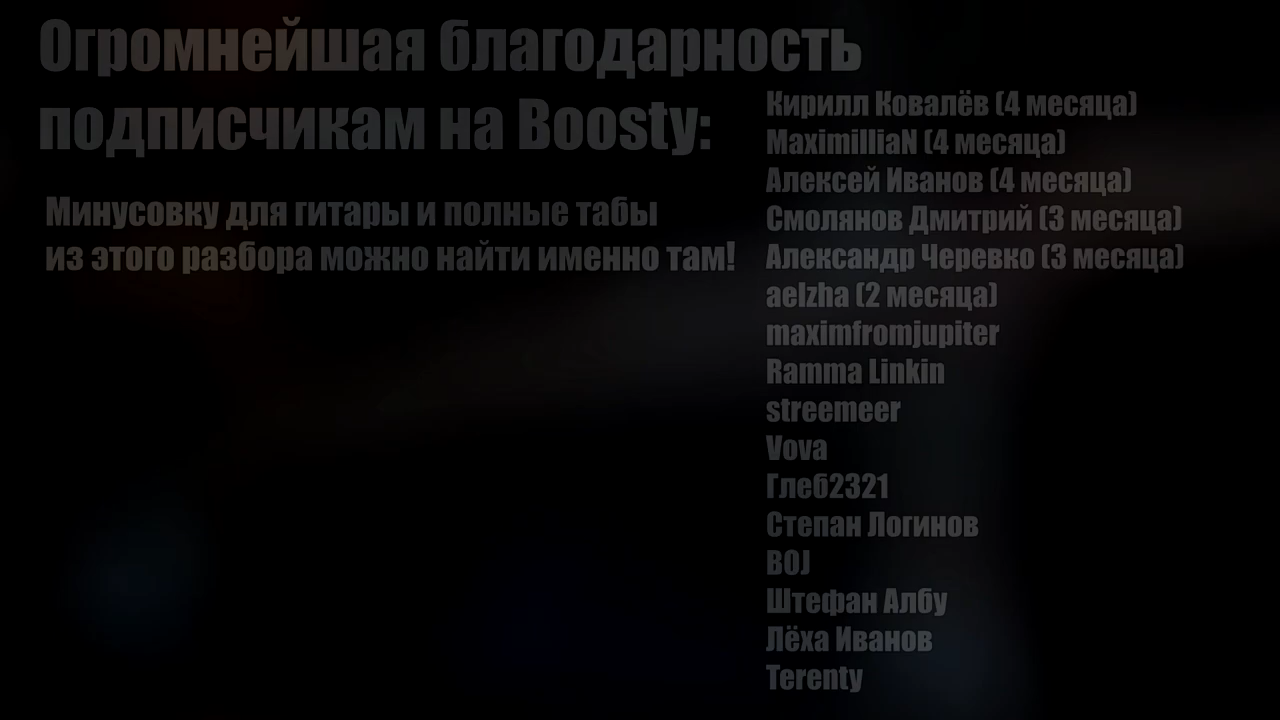 Огромнейшая благодарность
подписчикам на Boosty:
Минусовку для гитары и полные табы
из этого разбора можно найти именно там!
Кирилл Ковалёв (4 месяца)
MaximilliaN (4 месяца)
Алексей Иванов (4 месяца)
Смолянов Дмитрий (3 месяца)
Александр Черевко (3 месяца)
aelzha (2 месяца)
maximfromjupiter
Ramma Linkin
streemeer
Vova
Глеб2321
Степан Логинов
BOJ
Штефан Албу
Лёха Иванов
Terenty